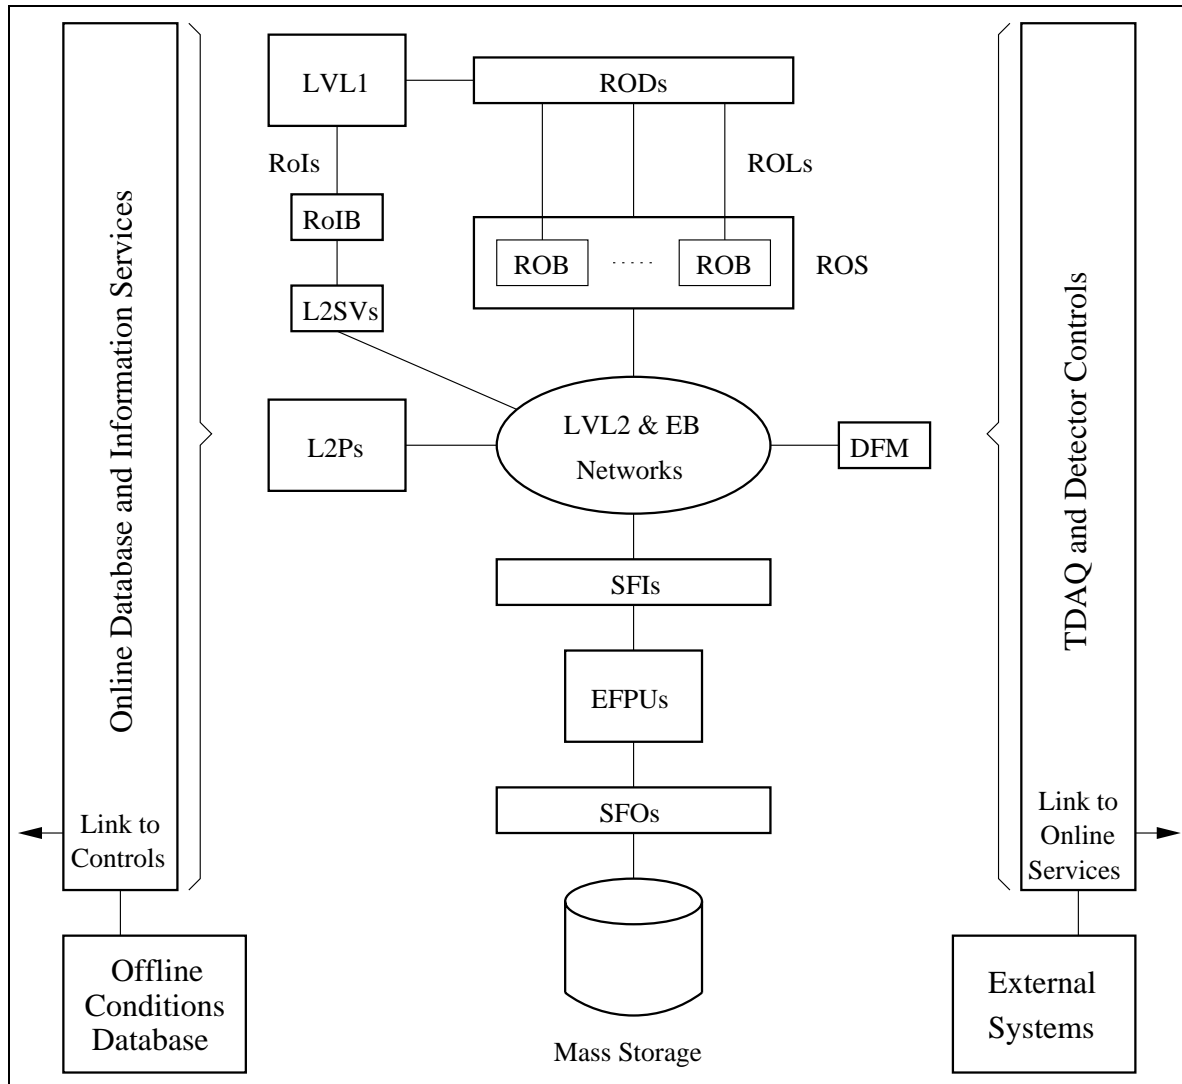 LVL1
RODs
RoIs
ROLs
RoIB
ROB
.....
ROB
ROS
L2SVs
Online Database and Information Services
TDAQ and Detector Controls
L2Ps
LVL2 & EB
Networks
DFM
SFIs
EFPUs
SFOs
Link to
Controls
Link to
Online
Services
Offline
Conditions
Database
Mass Storage
External
Systems